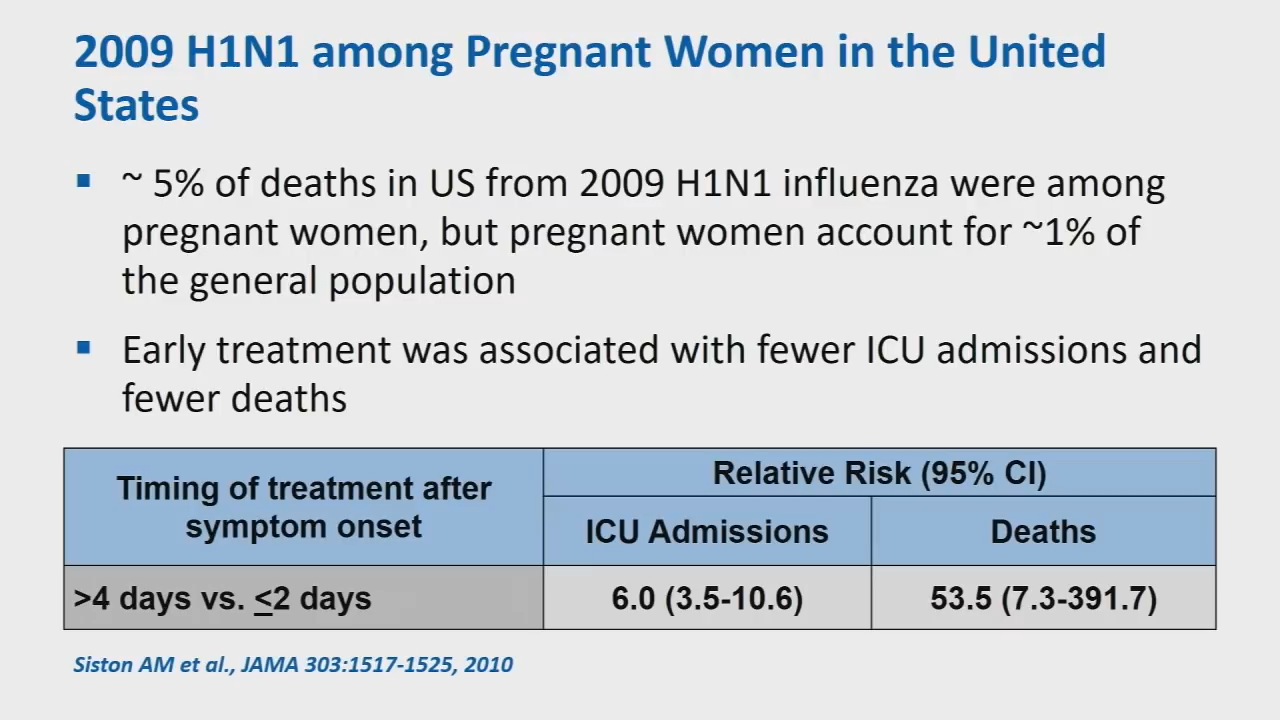 2009 H1N1 among Pregnant Women in the United
States
▪ ~ 5% of deaths in US from 2009 H1N1 influenza were among
pregnant women, but pregnant women account for ~1% of
the general population
▪ Early treatment was associated with fewer ICU admissions and
fewer deaths
Timing of treatment after
symptom onset
Relative Risk (95% CI)
ICU Admissions
Deaths
>4 days vs. ≤2 days
6.0 (3.5-10.6)
53.5 (7.3-391.7)
Siston AM et al., JAMA 303:1517-1525, 2010